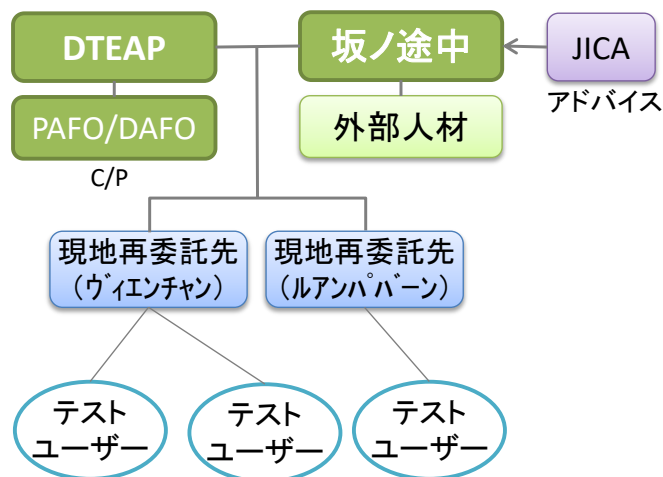 DTEAP
坂ノ途中
JICA
アドバイス
PAFO/DAFO
外部人材
C/P
現地再委託先
(ヴィエンチャン)
現地再委託先
(ルアンパバーン)
テスト
ユーザー
テスト
ユーザー
テスト
ユーザー